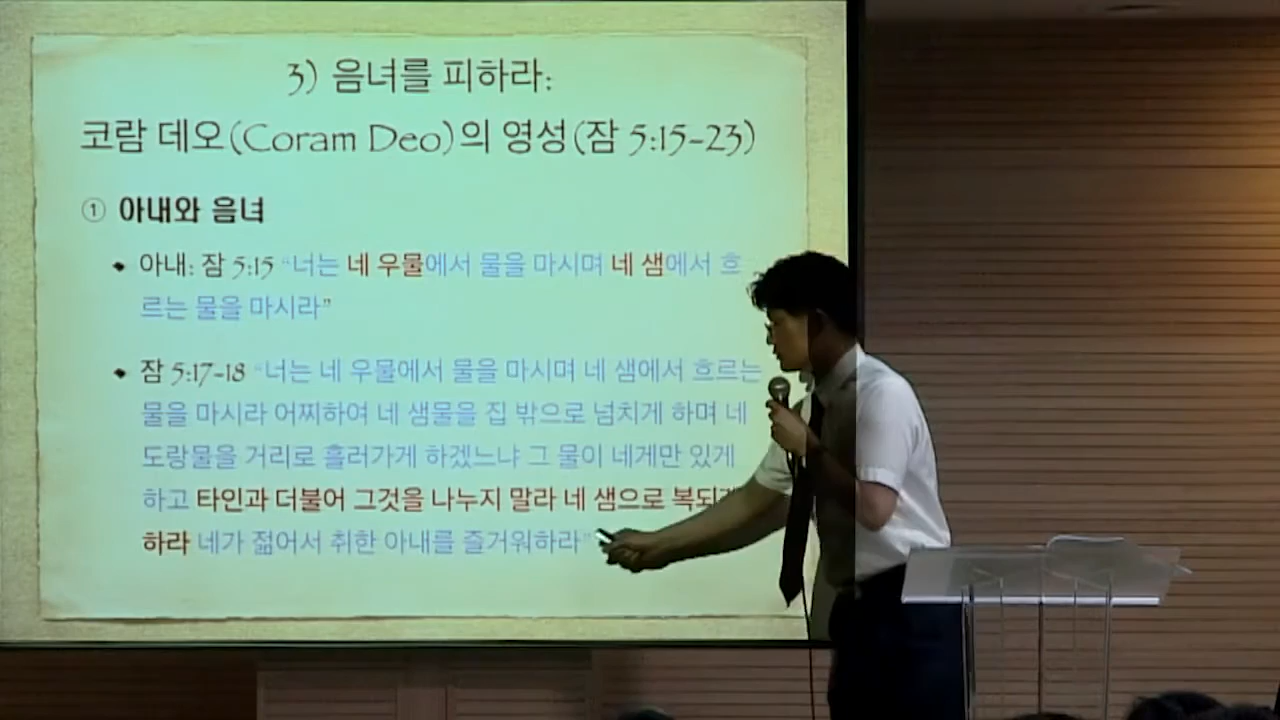 3) 음녀를 피하라:
코람 데오(Coram Deo)의 영성(잠 5:15-23)
① 아내와 음녀
◆ 아내: 잠 5:15 “너는 네 우물에서 물을 마시며 네 샘에서 흐
르는 물을 마시라”
◆ 잠 5:17-18 “너는 네 우물에서 물을 마시며 네 샘에서 흐르는
물을 마시라 어찌하여 네 샘물을 집 밖으로 넘치게 하며 네
도랑물을 거리로 흘러가게 하겠느냐 그 물이 네게만 있게
하고 타인과 더불어 그것을 나누지 말라 네 샘으로
하라 네가 젊어서 취한 아내를 즐거워하라”